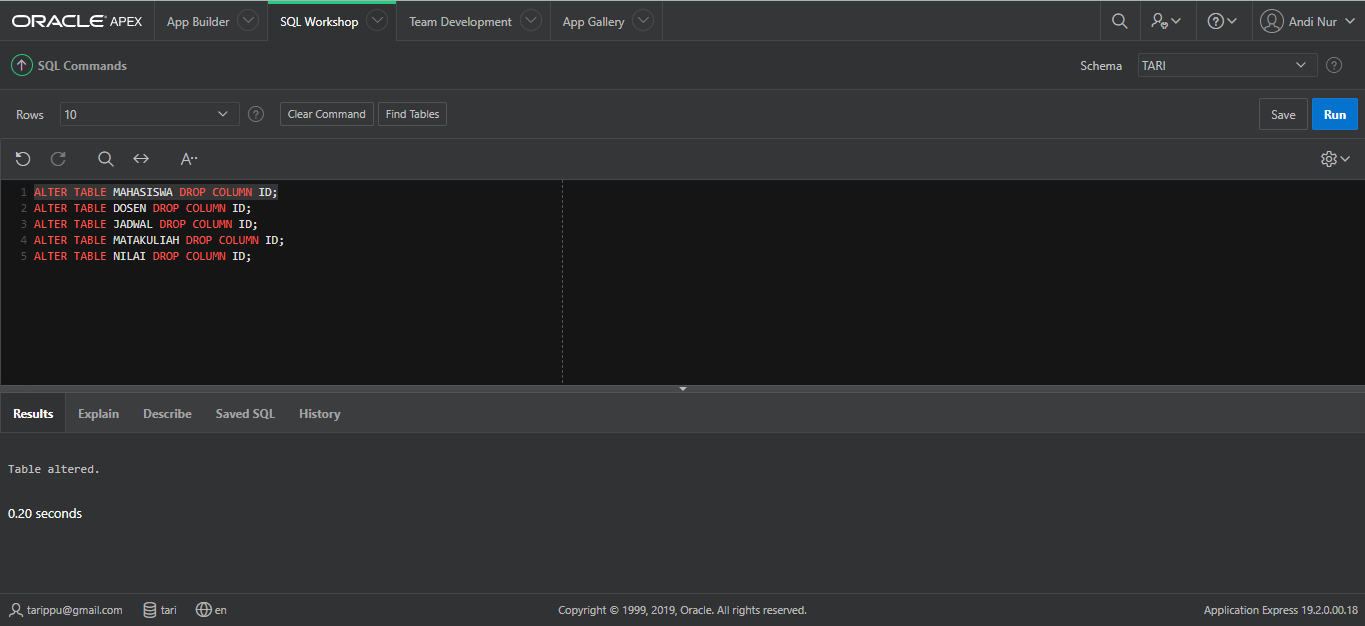 ORACLE APEX App Builder SQL Workshop Team Development App Gallery Andi Nur
SQL Commands Schema TARI
Rows 10 Clear Command Find Tables Save Run
A
1 ALTER TABLE MAHASISWA DROP COLUMN ID;
2 ALTER TABLE DOSEN DROP COLUMN ID;
3 ALTER TABLE JADWAL DROP COLUMN ID;
4 ALTER TABLE MATAKULIAH DROP COLUMN ID;
5 ALTER TABLE NILAI DROP COLUMN ID;
Results Explain Describe Saved SQL History
Table altered.
0.20 seconds
tarippu@gmail.com tari en Copyright © 1999, 2019, Oracle. All rights reserved. Application Express 19.2.0.00.18